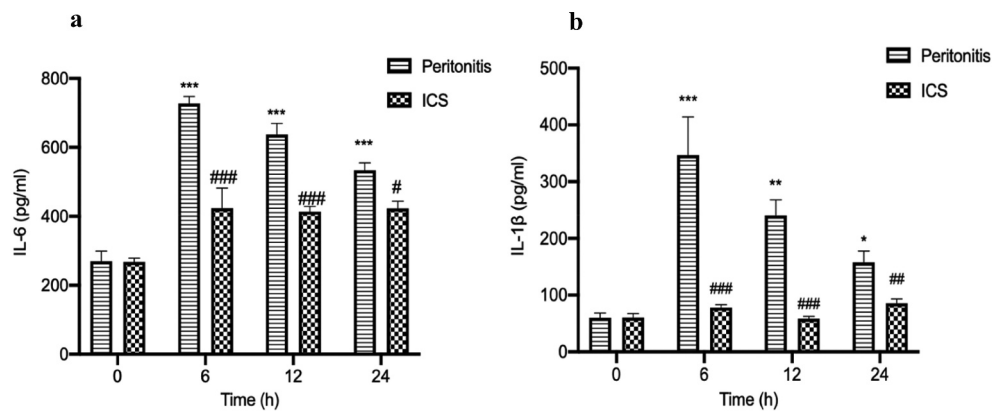 a
Peritonitis
ICS
IL-6 (pg/ml)
800
600
400
200
0
***
***
***
###
###
#
0 6 12 24
Time (h)
b
Peritonitis
ICS
IL-1β (pg/ml)
500
400
300
200
100
0
***
**
*
###
###
##
0 6 12 24
Time (h)